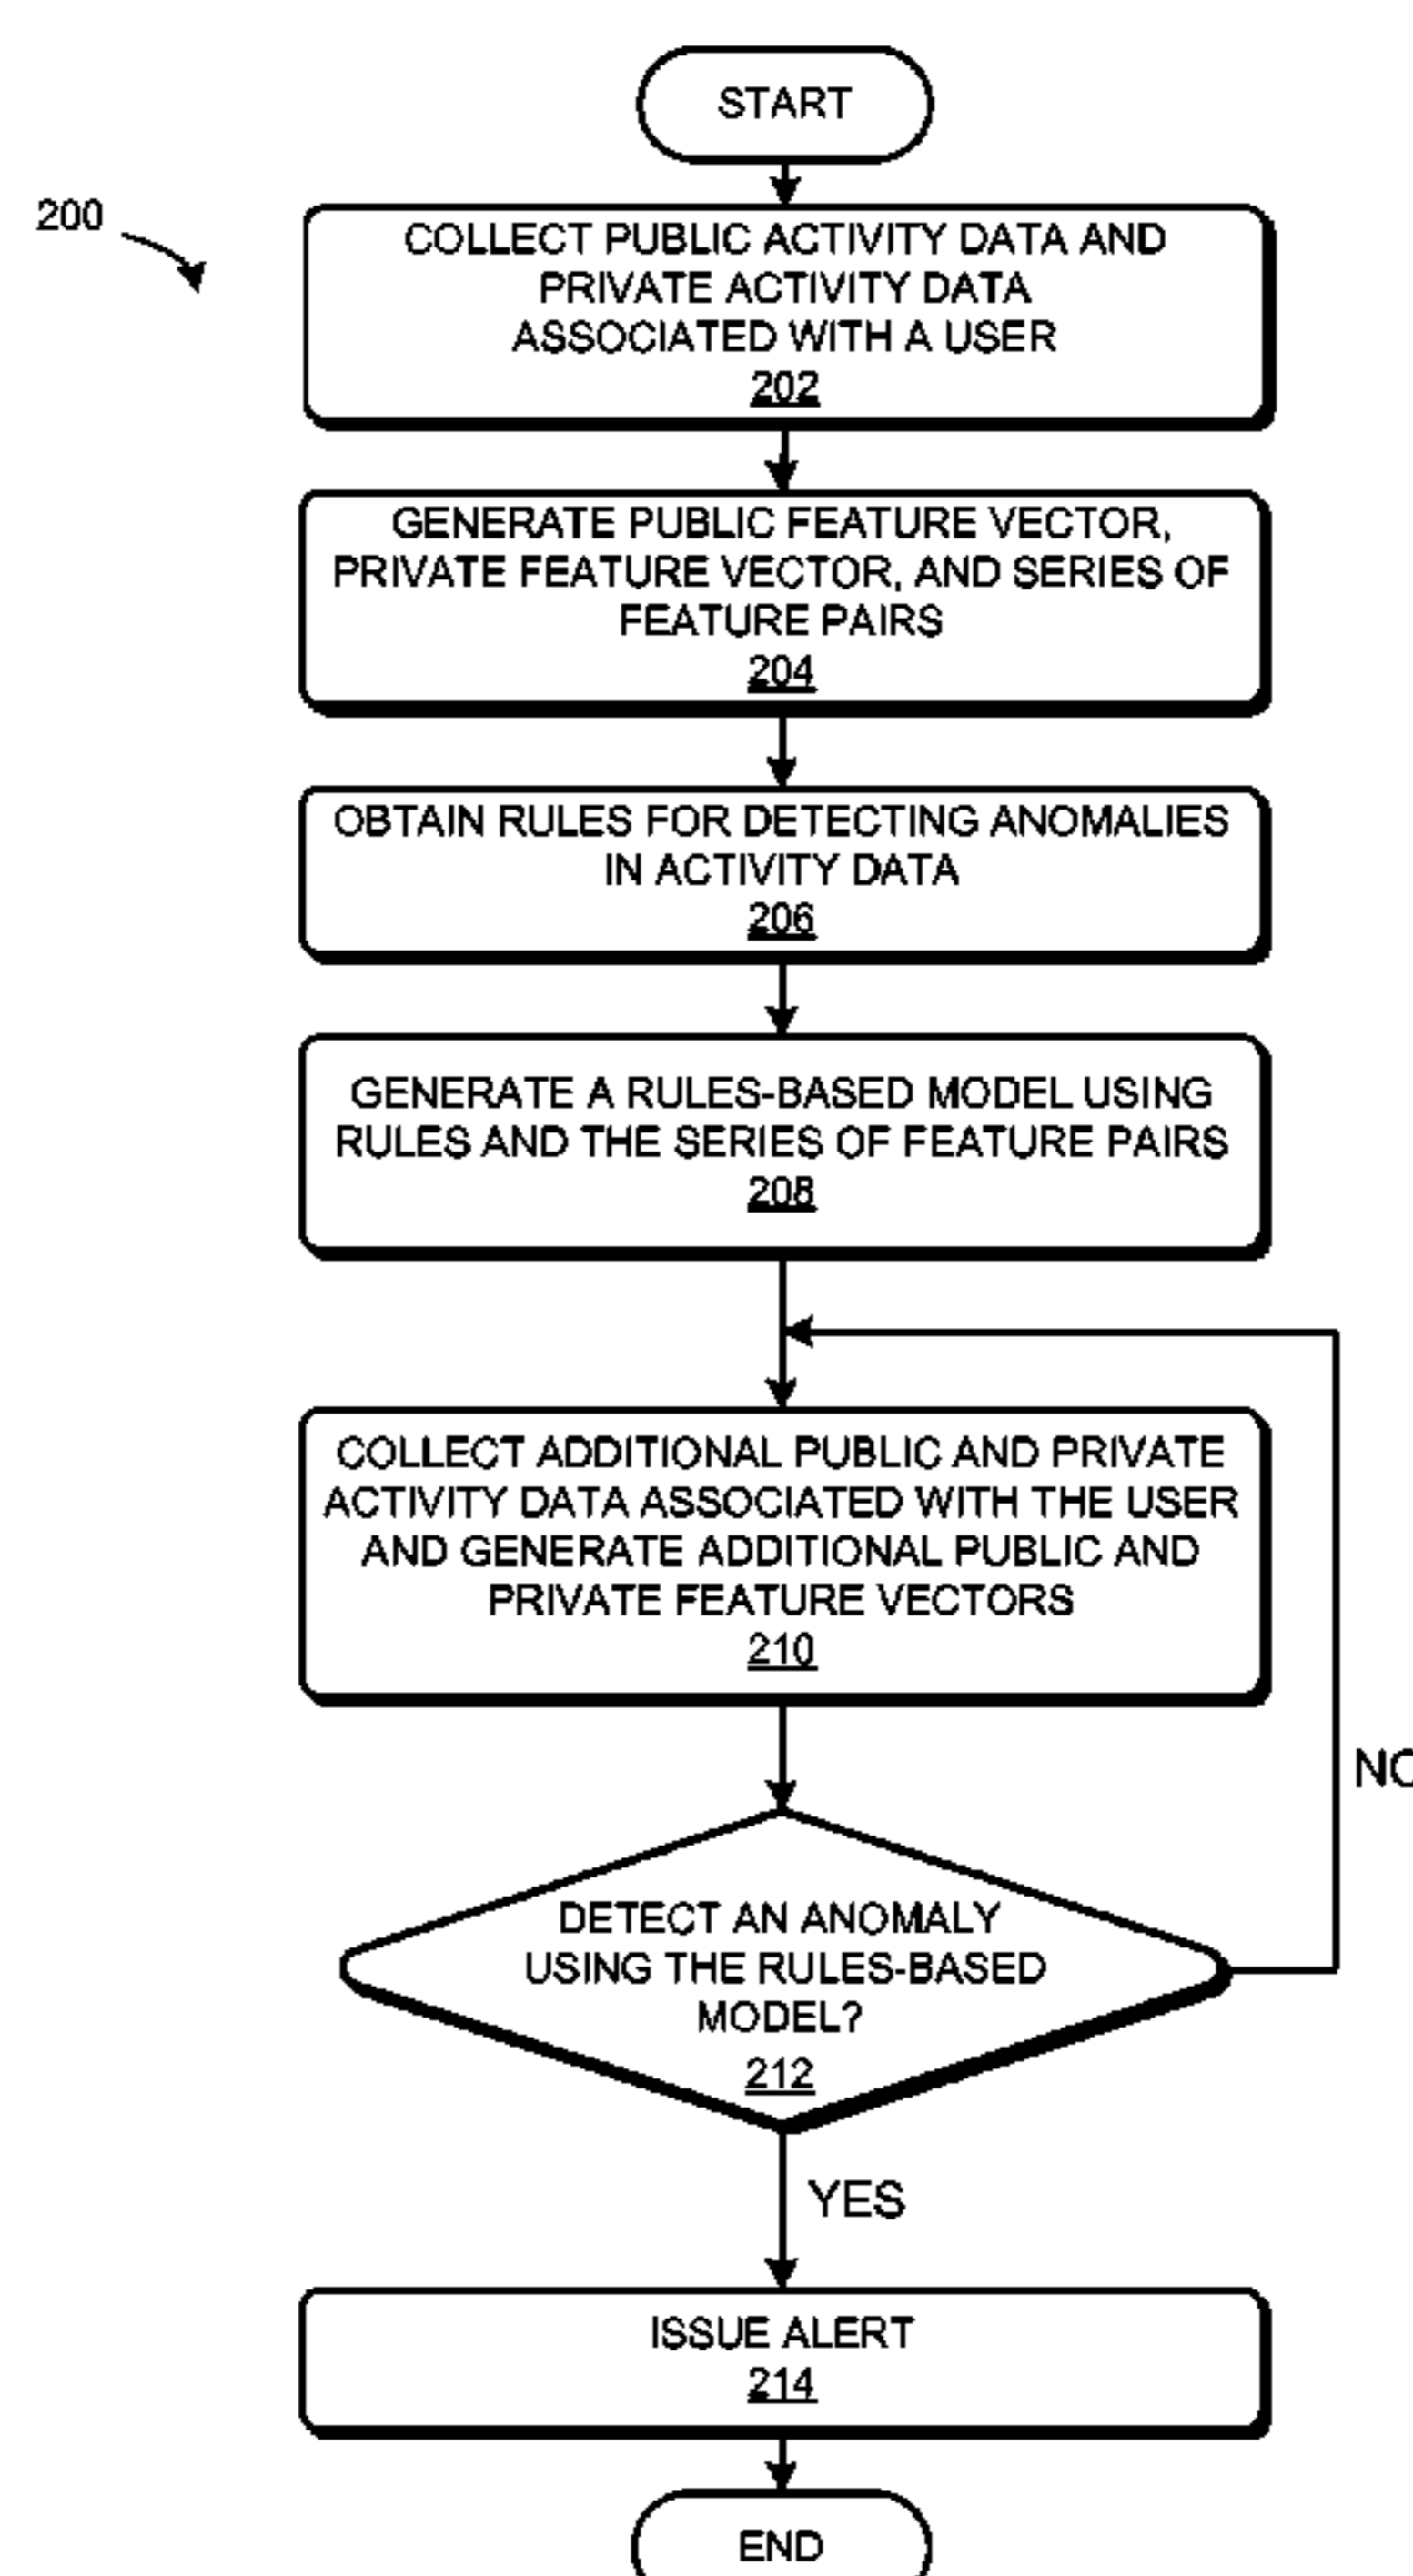 START
200
COLLECT PUBLIC ACTIVITY DATA AND
PRIVATE ACTIVITY DATA
ASSOCIATED WITH A USER
202
GENERATE PUBLIC FEATURE VECTOR,
PRIVATE FEATURE VECTOR, AND SERIES OF
FEATURE PAIRS
204
OBTAIN RULES FOR DETECTING ANOMALIES
IN ACTIVITY DATA
206
GENERATE A RULES-BASED MODEL USING
RULES AND THE SERIES OF FEATURE PAIRS
208
COLLECT ADDITIONAL PUBLIC AND PRIVATE
ACTIVITY DATA ASSOCIATED WITH THE USER
AND GENERATE ADDITIONAL PUBLIC AND
PRIVATE FEATURE VECTORS
210
NO
DETECT AN ANOMALY
USING THE RULES-BASED
MODEL?
212
YES
ISSUE ALERT
214
END